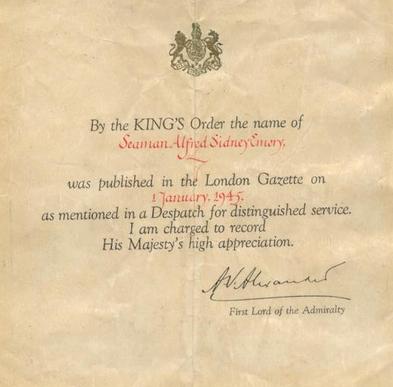 By the KING'S Order the name of
Seaman Alfred Sidney Emery,
was published in the London Gazette on
1 January, 1945.
as mentioned in a Despatch for distinguished service.
I am charged to record
His Majesty's high appreciation.
A.V. Alexander
First Lord of the Admiralty